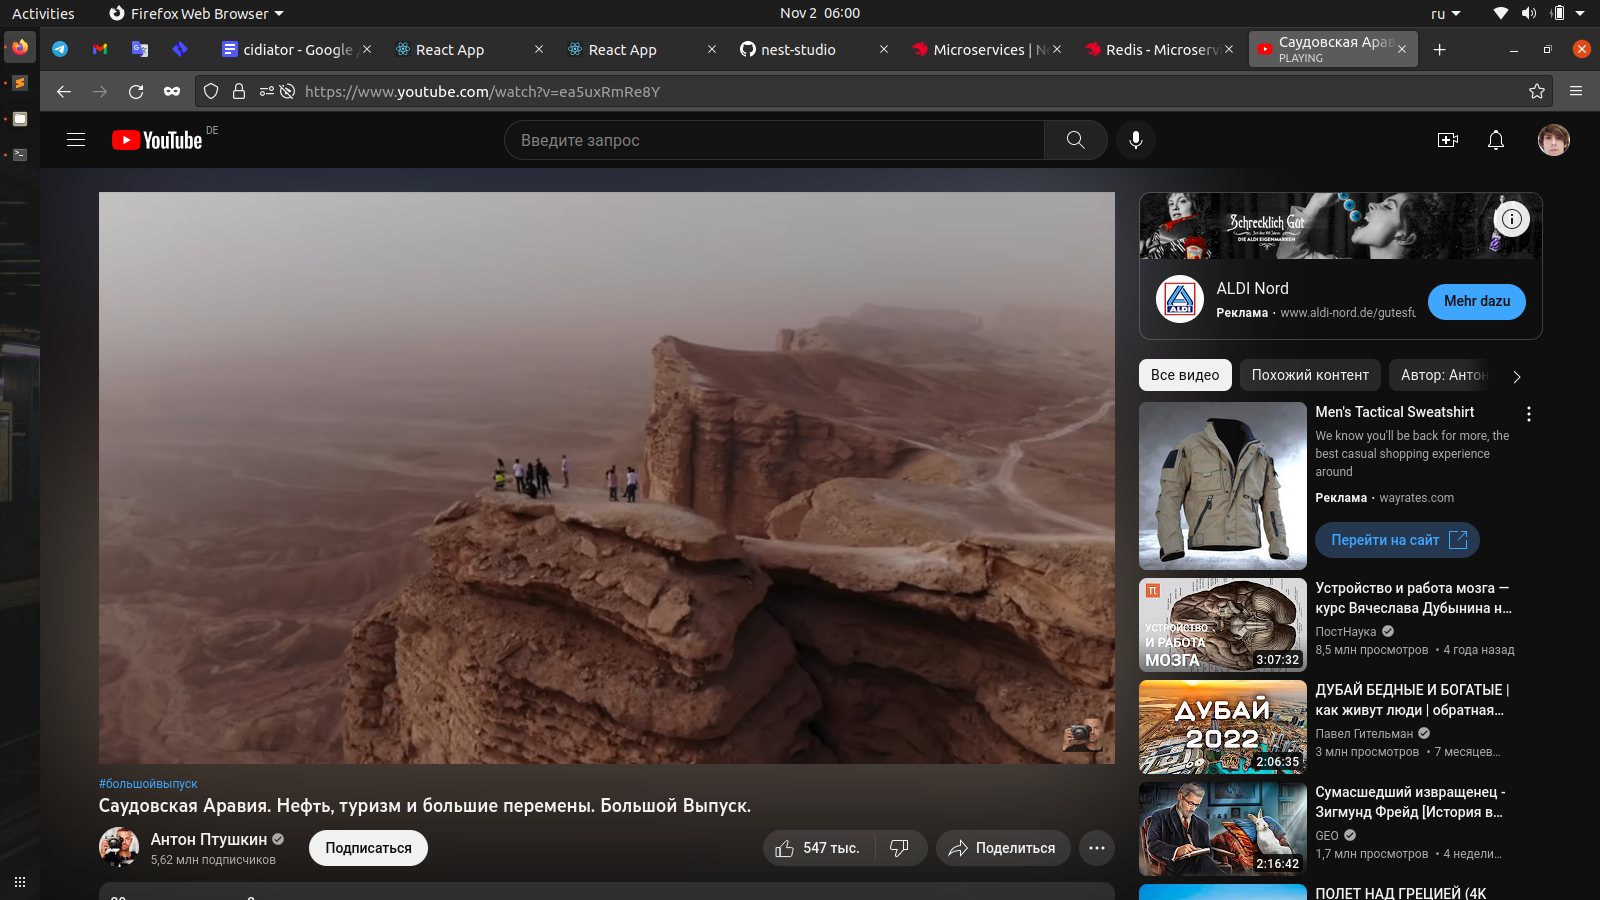 Activities
Firefox Web Browser
Nov 2 06:00
ru
cidiator - Google
React App
React App
nest-studio
Microservices | Ne
Redis - Microservi
Саудовская Арав
PLAYING
https://www.youtube.com/watch?v=ea5uxRmRe8Y
YouTube
DE
Введите запрос
#большойвыпуск
Саудовская Аравия. Нефть, туризм и большие перемены. Большой Выпуск.
Антон Птушкин
5,62 млн подписчиков
Подписаться
547 тыс.
Поделиться
Schrecklich Gut
DIE ALDI EIGENMARKEN
ALDI
ALDI Nord
Реклама · www.aldi-nord.de/gutesfu
Mehr dazu
Все видео
Похожий контент
Автор: Антон
Men's Tactical Sweatshirt
We know you'll be back for more, the
best casual shopping experience
around
Реклама · wayrates.com
Перейти на сайт
π
УСТРОЙСТВО
И РАБОТА
МОЗГА
3:07:32
Устройство и работа мозга —
курс Вячеслава Дубынина н...
ПостНаука
8,5 млн просмотров • 4 года назад
ДУБАЙ
2022
2:06:35
ДУБАЙ БЕДНЫЕ И БОГАТЫЕ |
как живут люди | обратная...
Павел Гительман
3 млн просмотров • 7 месяцев...
2:16:42
Сумасшедший извращенец -
Зигмунд Фрейд [История в...
GEO
1,7 млн просмотров • 4 недели...
ПОЛЕТ НАД ГРЕЦИЕЙ (4K